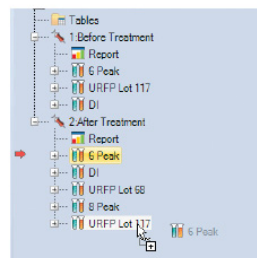 Tables
1:Before Treatment
Report
6 Peak
URFP Lot 117
DI
2:After Treatment
Report
6 Peak
DI
URFP Lot 68
8 Peak
URFP Lot 117
6 Peak